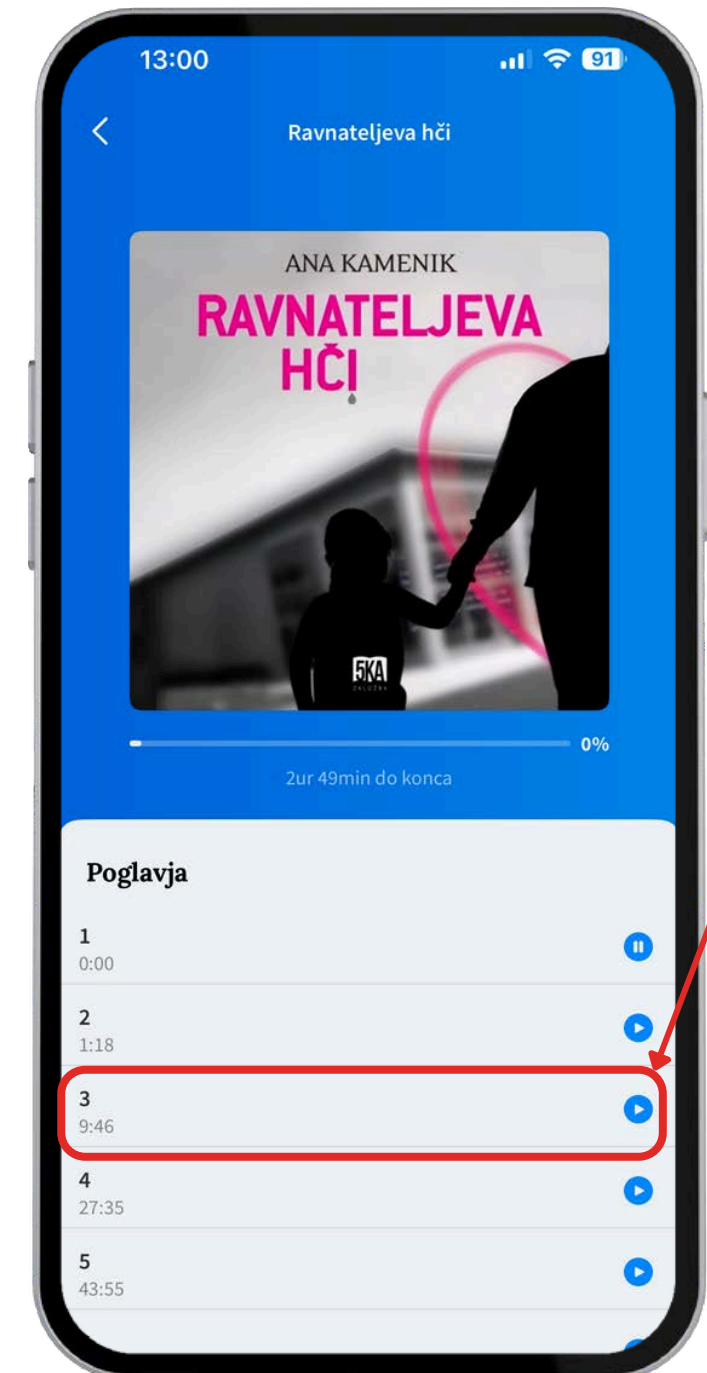 13:00
91
Ravnateljeva hči
ANA KAMENIK
RAVNATELJEVA
HČI
5KA
ZALOŽBA
0%
2ur 49min do konca
Poglavja
1
0:00
2
1:18
3
9:46
4
27:35
5
43:55